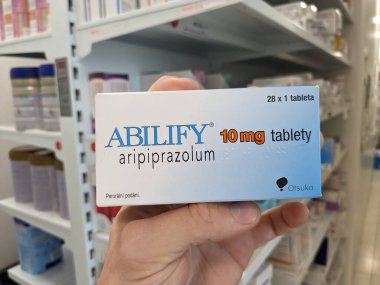 28 x 1 tableta
ABILIFY® 10 mg tablety
aripiprazolum
Perorální podání.
Otsuka